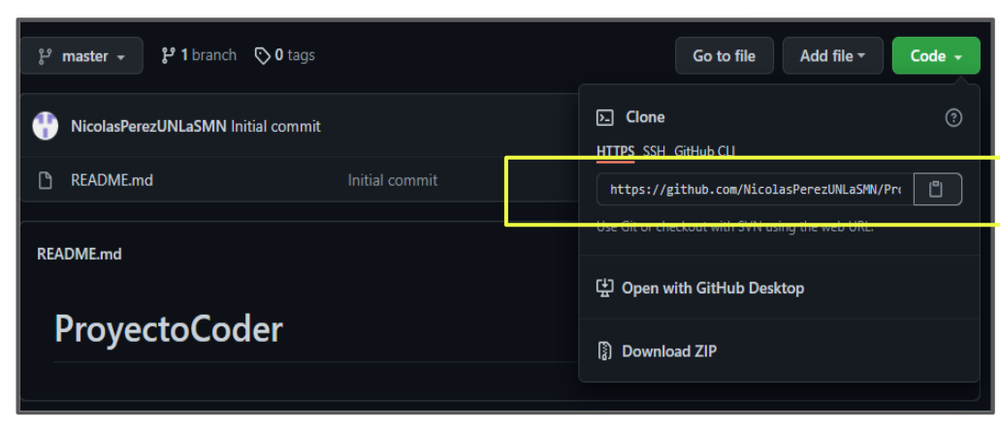 master
1 branch
0 tags
Go to file
Add file
Code
NicolasPerezUNLaSMN Initial commit
README.md
Initial commit
Clone
HTTPS SSH GitHub CLI
https://github.com/NicolasPerezUNLaSMN/Pro
Use Git or checkout with SVN using the web URL.
Open with GitHub Desktop
Download ZIP
README.md
ProyectoCoder